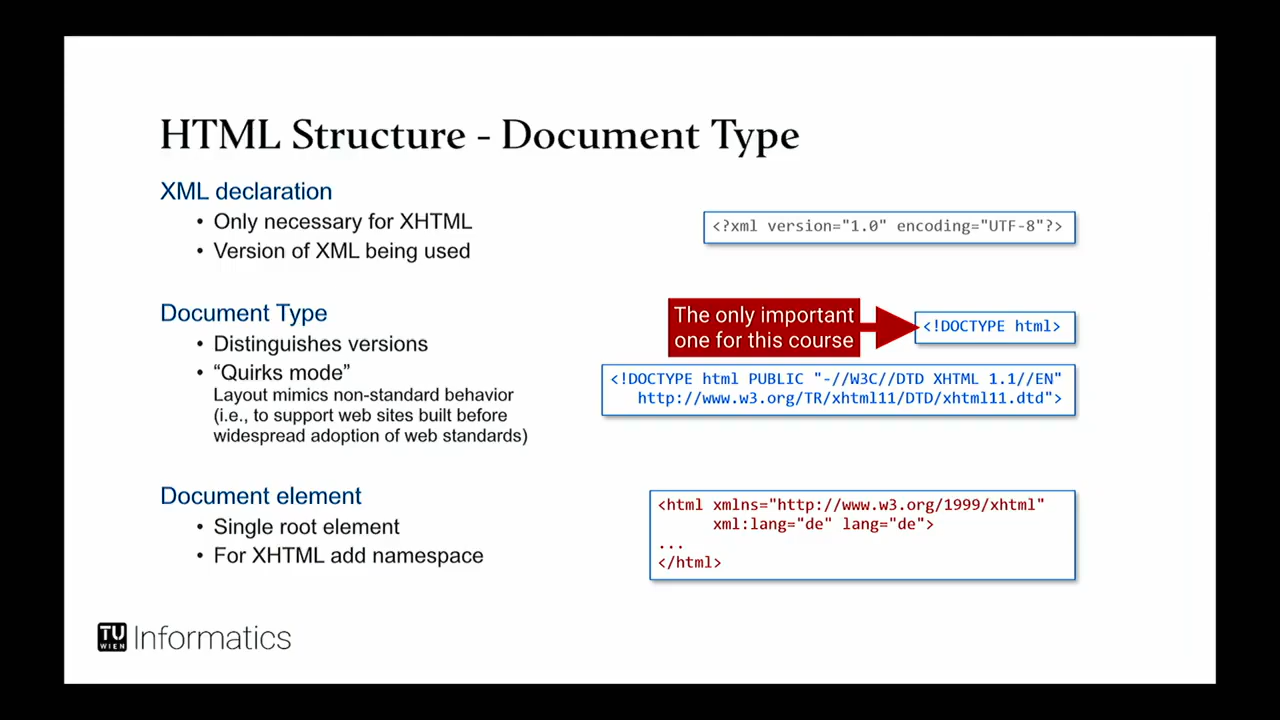 HTML Structure - Document Type
XML declaration
• Only necessary for XHTML
• Version of XML being used
<?xml version="1.0" encoding="UTF-8"?>
Document Type
• Distinguishes versions
• “Quirks mode”
Layout mimics non-standard behavior
(i.e., to support web sites built before
widespread adoption of web standards)
The only important
one for this course
<!DOCTYPE html>
<!DOCTYPE html PUBLIC "-//W3C//DTD XHTML 1.1//EN"
http://www.w3.org/TR/xhtml11/DTD/xhtml11.dtd">
Document element
• Single root element
• For XHTML add namespace
<html xmlns="http://www.w3.org/1999/xhtml"
xml:lang="de" lang="de">
...
</html>
TU
WIEN
Informatics